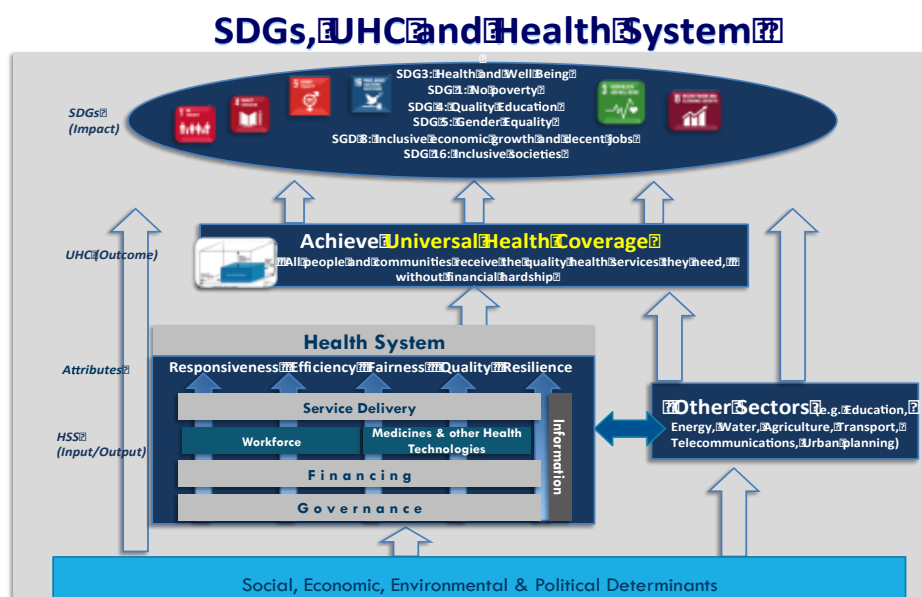 SDGs, UHC and Health System
SDG3: Health and Well Being
SDG 1: No poverty
SDG 4: Quality Education
SDG 5: Gender Equality
SGD 8: Inclusive economic growth and decent jobs
SDG 16: Inclusive societies
SDGs
(Impact)
UHC (Outcome)
Achieve Universal Health Coverage
All people and communities receive the quality health services they need,
without financial hardship
Health System
Attributes
Responsiveness Efficiency Fairness Quality Resilience
HSS
(Input/Output)
Service Delivery
Workforce
Medicines & other Health
Technologies
Financing
Governance
Information
Other Sectors (e.g. Education,
Energy, Water, Agriculture, Transport,
Telecommunications, Urban planning)
Social, Economic, Environmental & Political Determinants